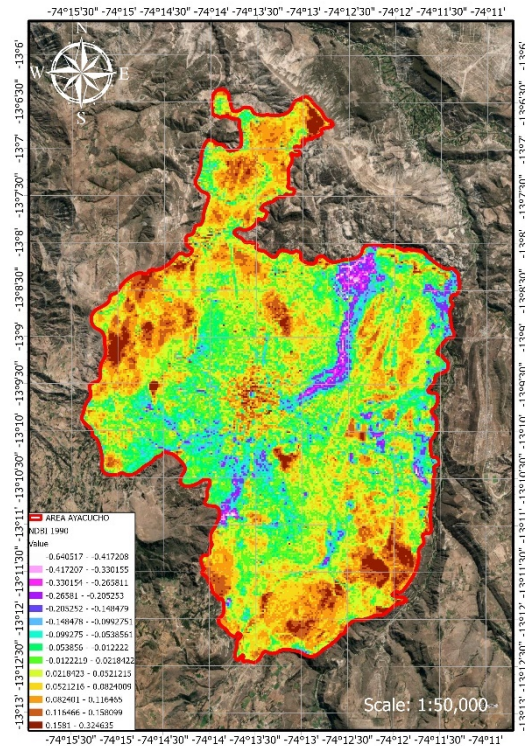 -74°15'30" -74°15' -74°14'30" -74°14' -74°13'30" -74°13' -74°12'30" -74°12' -74°11'30" -74°11'
N
W E
S
-13°6'
-13°6'30"
-13°7'
-13°7'30"
-13°8'
-13°8'30"
-13°9'
-13°9'30"
-13°10'
-13°10'30"
-13°11'
-13°11'30"
-13°12'
-13°12'30"
-13°13'
AREA AYACUCHO
NDBI 1990
Value
-0.640517 - -0.417208
-0.417207 - -0.330155
-0.330154 - -0.265811
-0.26581 - -0.205253
-0.205252 - -0.148479
-0.148478 - -0.0992751
-0.099275 - -0.0538561
-0.053856 - -0.012222
-0.0122219 - -0.0218422
0.0218423 - 0.0521215
0.0521216 - 0.0824009
0.082401 - 0.116465
0.116466 - 0.158099
0.1581 - 0.324635
Scale: 1:50,000
-74°15'30" -74°15' -74°14'30" -74°14' -74°13'30" -74°13' -74°12'30" -74°12' -74°11'30" -74°11'